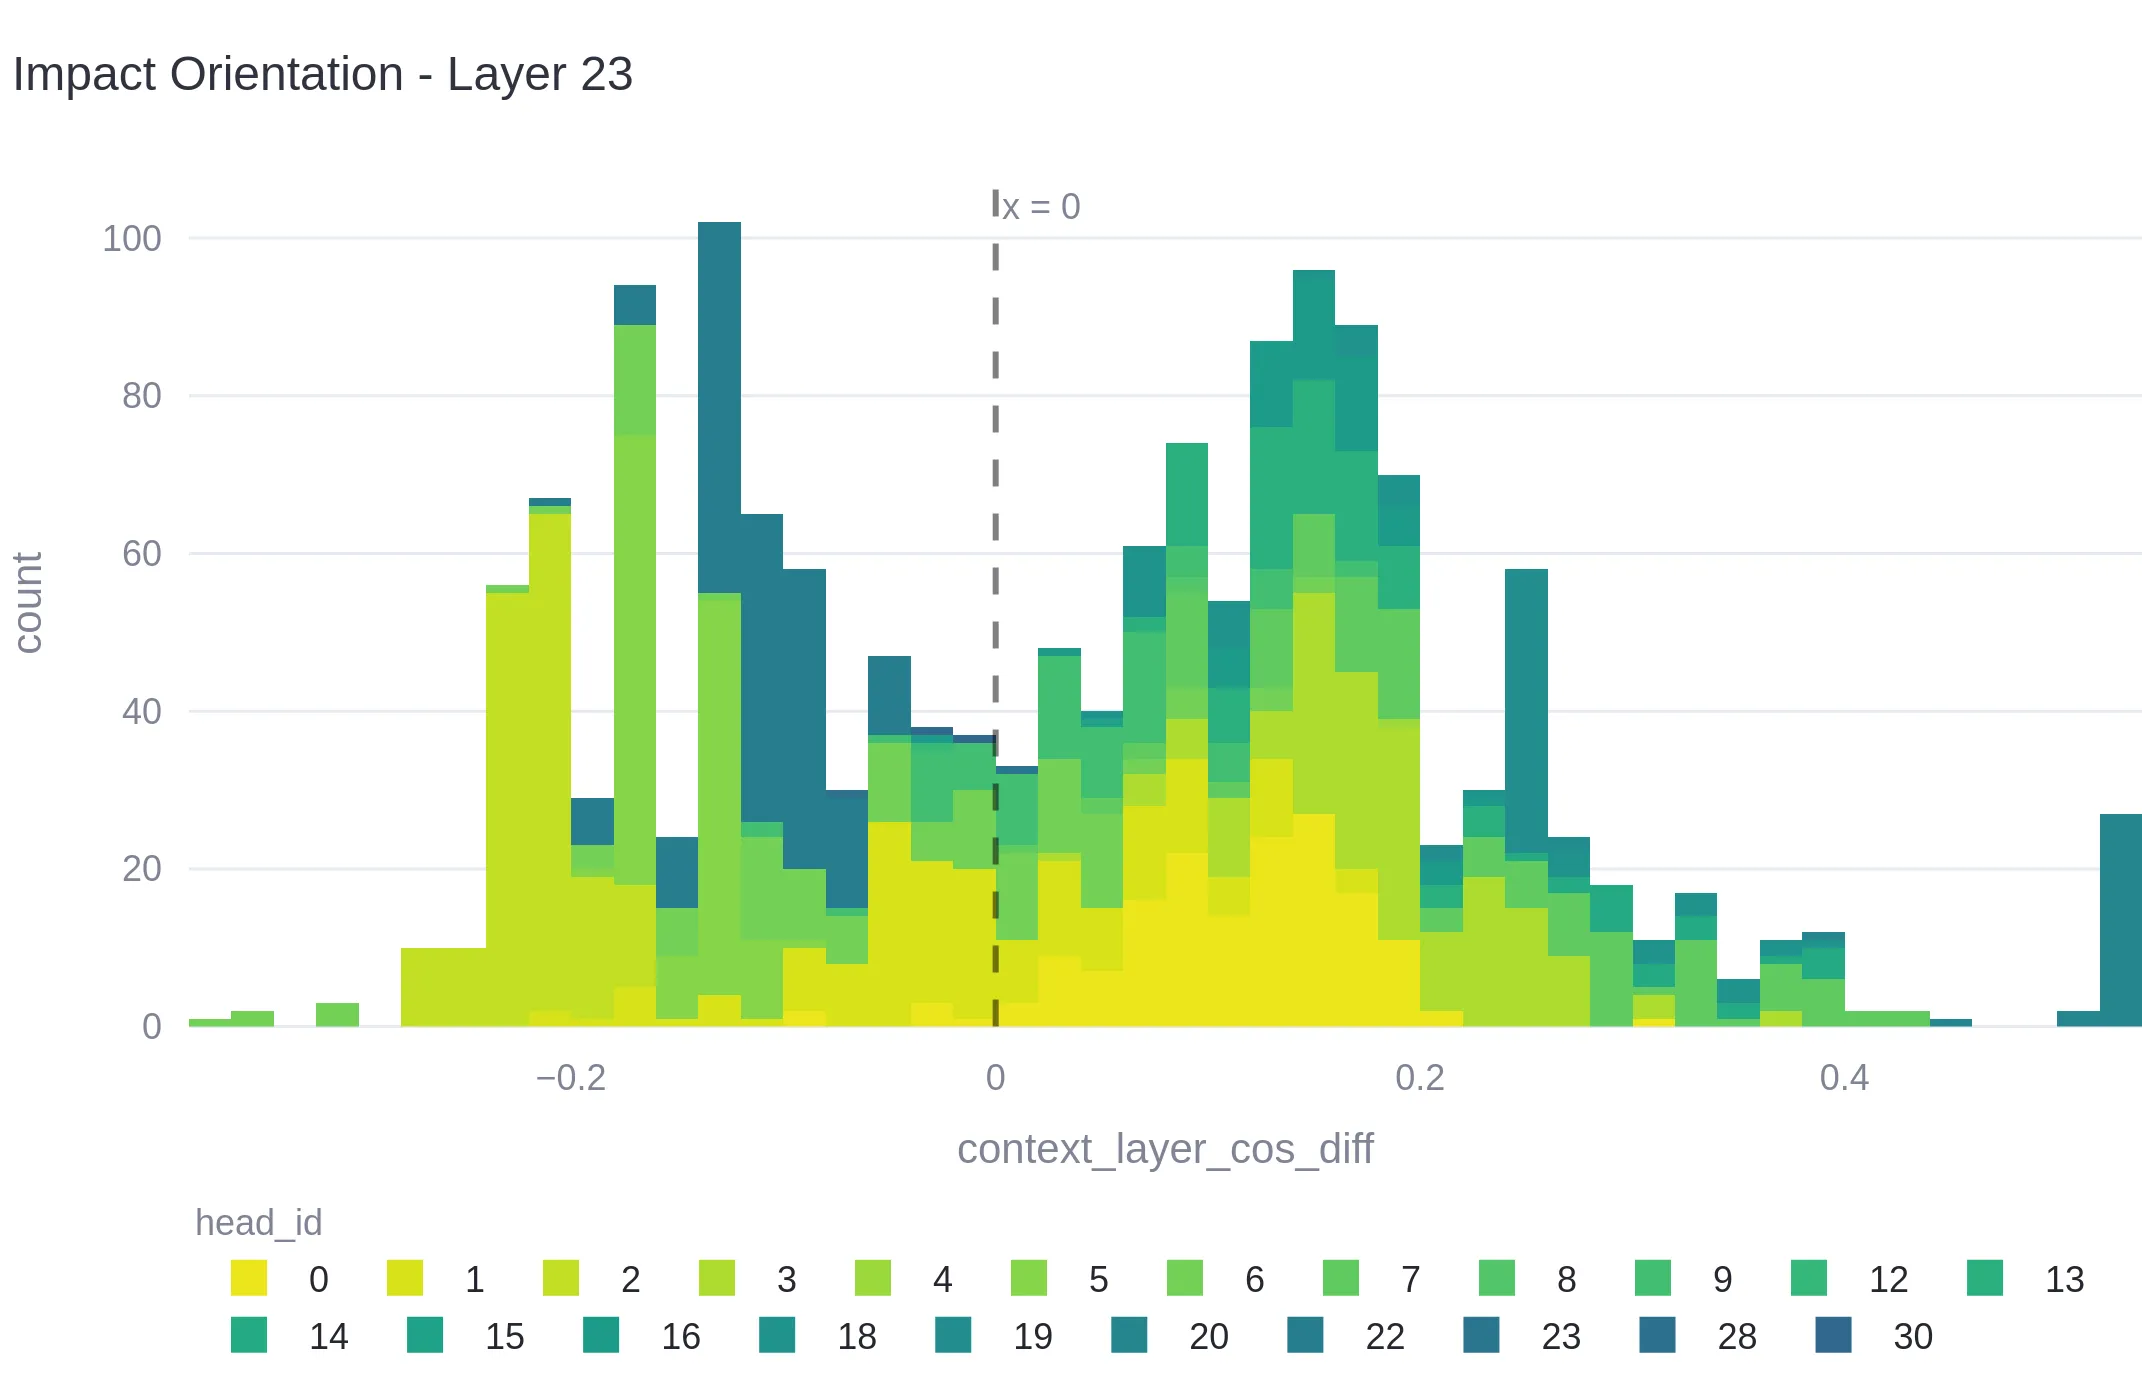 Impact Orientation - Layer 23
x = 0
100
80
60
40
20
0
count
−0.2 0 0.2 0.4
context_layer_cos_diff
head_id
0 1 2 3 4 5 6 7 8 9 12 13
14 15 16 18 19 20 22 23 28 30